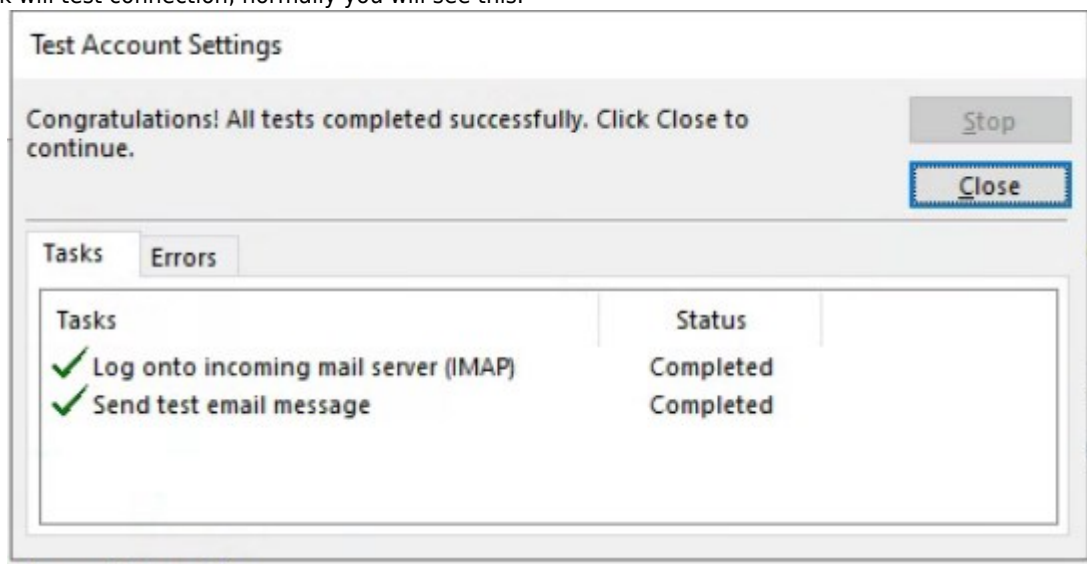 will test connection, normally you will see this:
Test Account Settings
Congratulations! All tests completed successfully. Click Close to
continue.
Stop
Close
Tasks
Errors
Tasks Status
Log onto incoming mail server (IMAP) Completed
Send test email message Completed